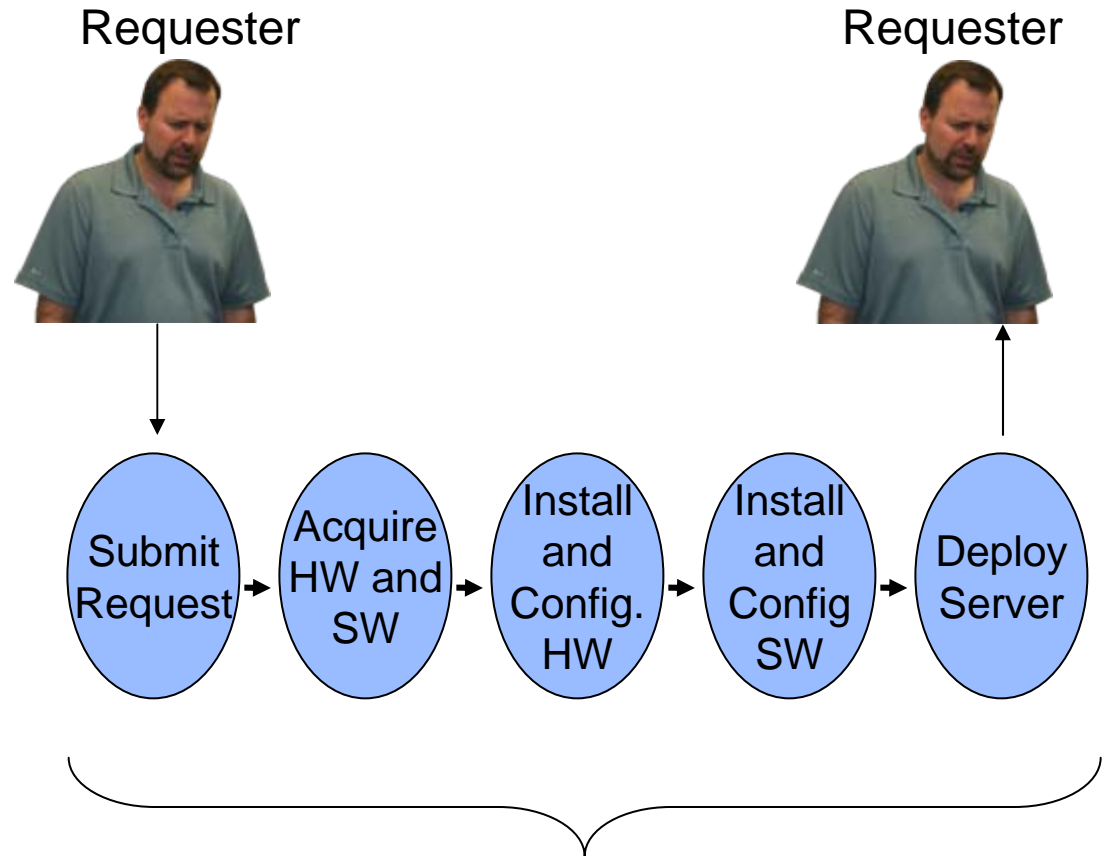 Requester
Requester
Submit
Request
Acquire
HW and
SW
Install
and
Config.
HW
Install
and
Config
SW
Deploy
Server